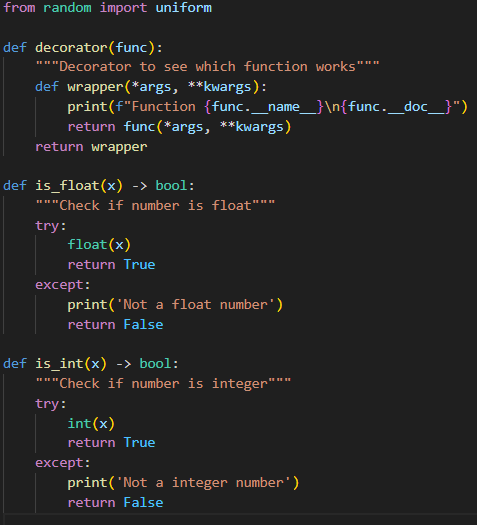 from random import uniform
def decorator(func):
    """Decorator to see which function works"""
    def wrapper(*args, **kwargs):
        print(f"Function {func.__name__}\n{func.__doc__}")
        return func(*args, **kwargs)
    return wrapper
def is_float(x) -> bool:
    """Check if number is float"""
    try:
        float(x)
        return True
    except:
        print('Not a float number')
        return False
def is_int(x) -> bool:
    """Check if number is integer"""
    try:
        int(x)
        return True
    except:
        print('Not a integer number')
        return False